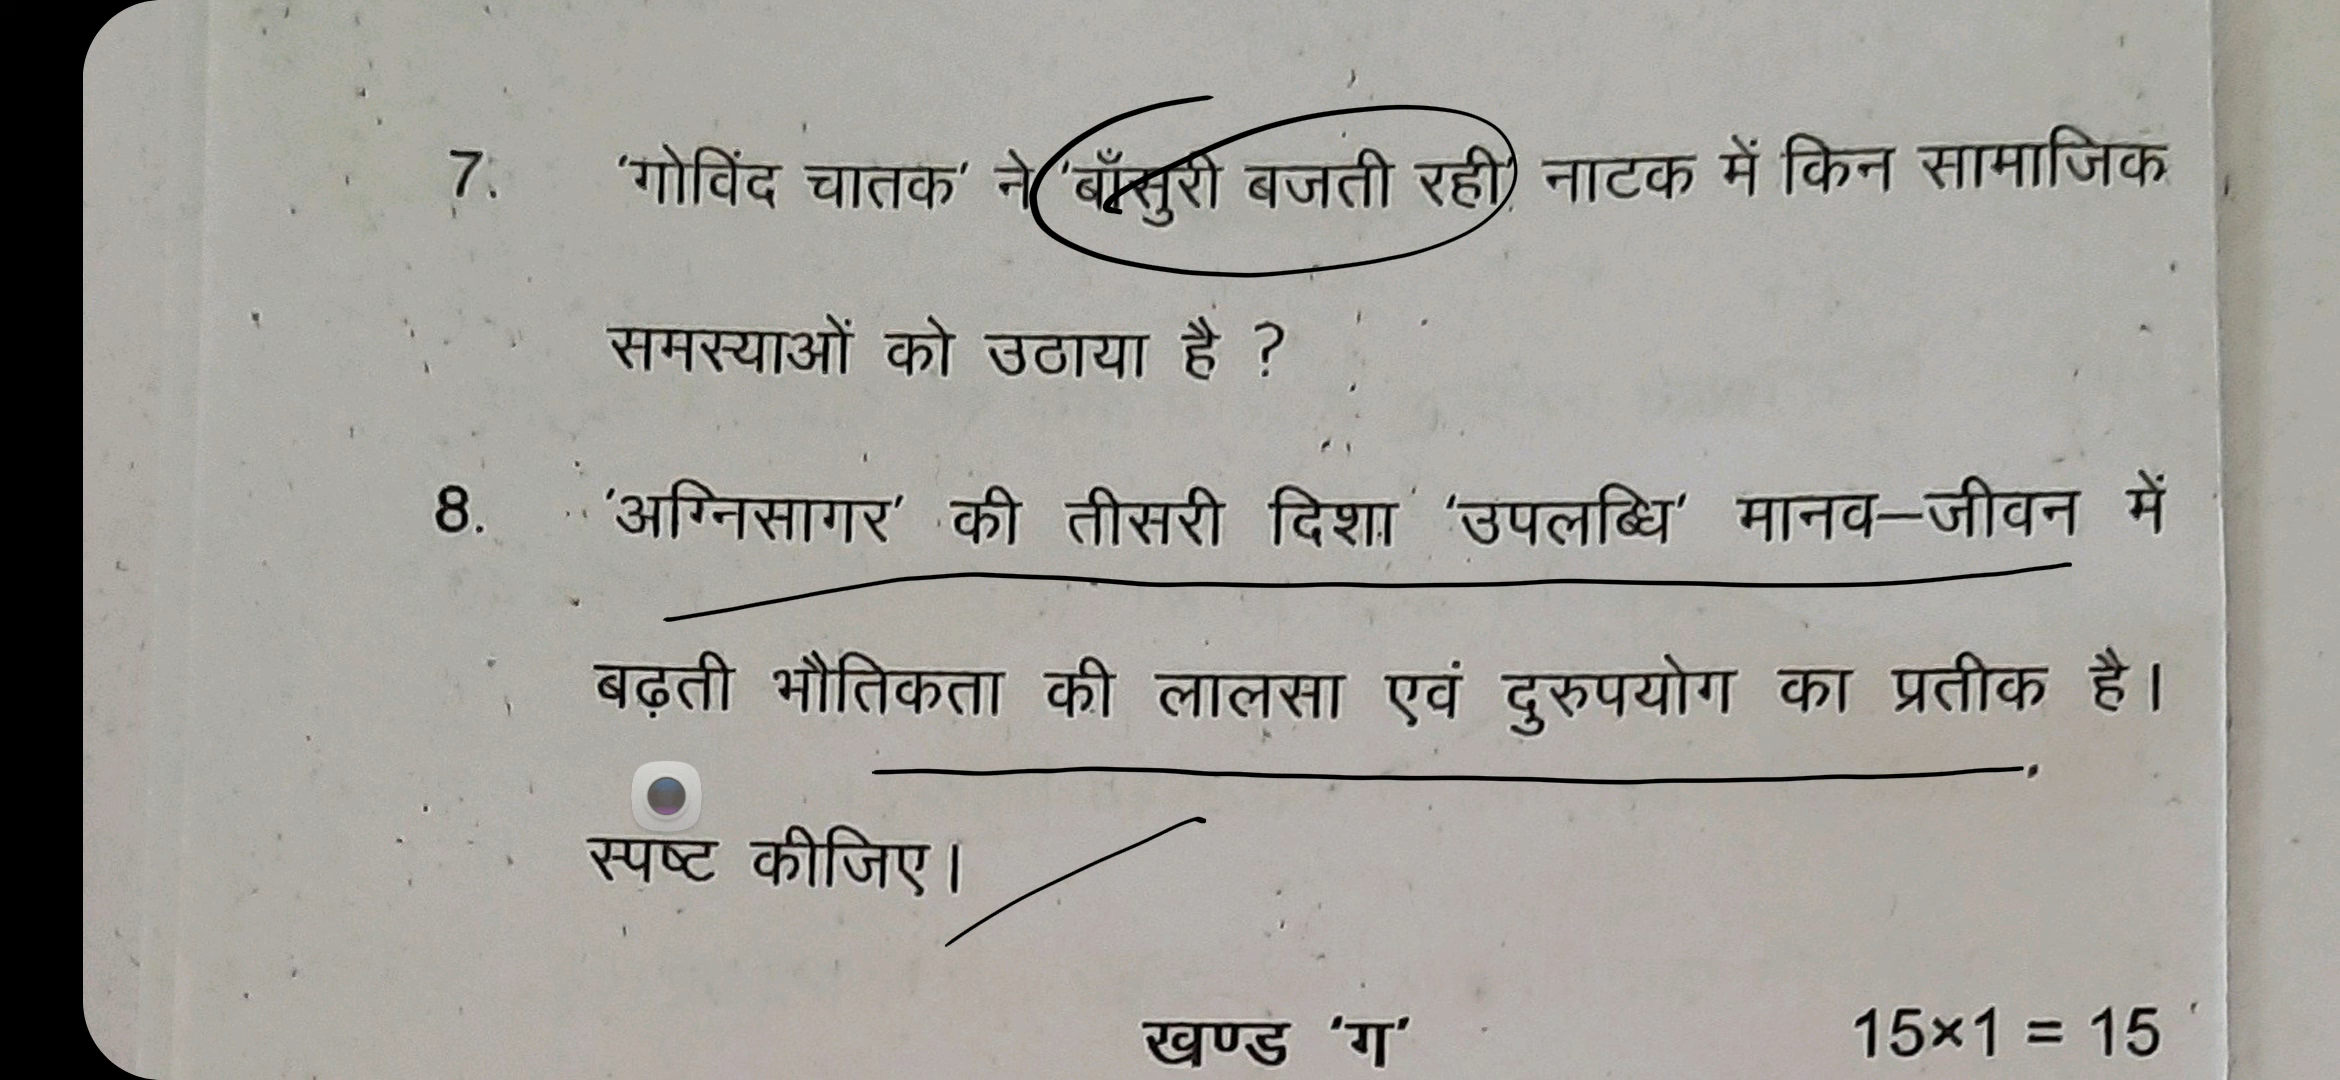 7. 'गोविंद चातक' ने 'बाँसुरी बजती रही' नाटक में किन सामाजिक
समस्याओं को उठाया है ?
8. 'अग्निसागर' की तीसरी दिशा 'उपलब्धि' मानव–जीवन में
बढ़ती भौतिकता की लालसा एवं दुरुपयोग का प्रतीक है।
स्पष्ट कीजिए।
खण्ड 'ग' 15×1 = 15